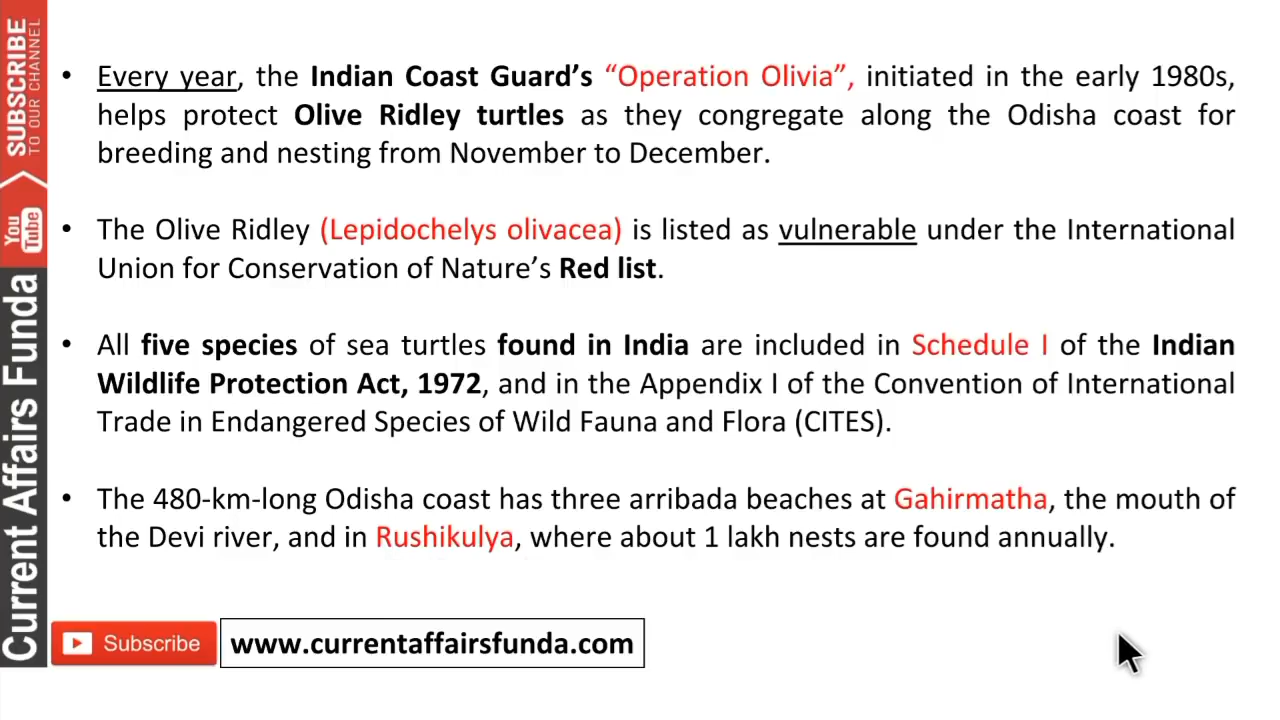 • Every year, the Indian Coast Guard’s “Operation Olivia”, initiated in the early 1980s,
helps protect Olive Ridley turtles as they congregate along the Odisha coast for
breeding and nesting from November to December.
• The Olive Ridley (Lepidochelys olivacea) is listed as vulnerable under the International
Union for Conservation of Nature’s Red list.
• All five species of sea turtles found in India are included in Schedule I of the Indian
Wildlife Protection Act, 1972, and in the Appendix I of the Convention of International
Trade in Endangered Species of Wild Fauna and Flora (CITES).
• The 480-km-long Odisha coast has three arribada beaches at Gahirmatha, the mouth of
the Devi river, and in Rushikulya, where about 1 lakh nests are found annually.
SUBSCRIBE
TO OUR CHANNEL
You
Tube
Current Affairs Funda
Subscribe
www.currentaffairsfunda.com